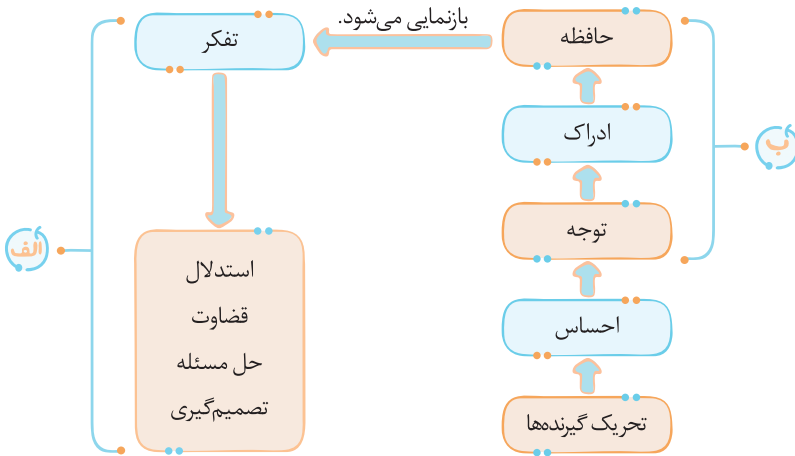 حافظه
بازنمایی می‌شود.
تفکر
ادراک
ب
توجه
الف
استدلال
قضاوت
حل مسئله
تصمیم‌گیری
احساس
تحریک گیرنده‌ها